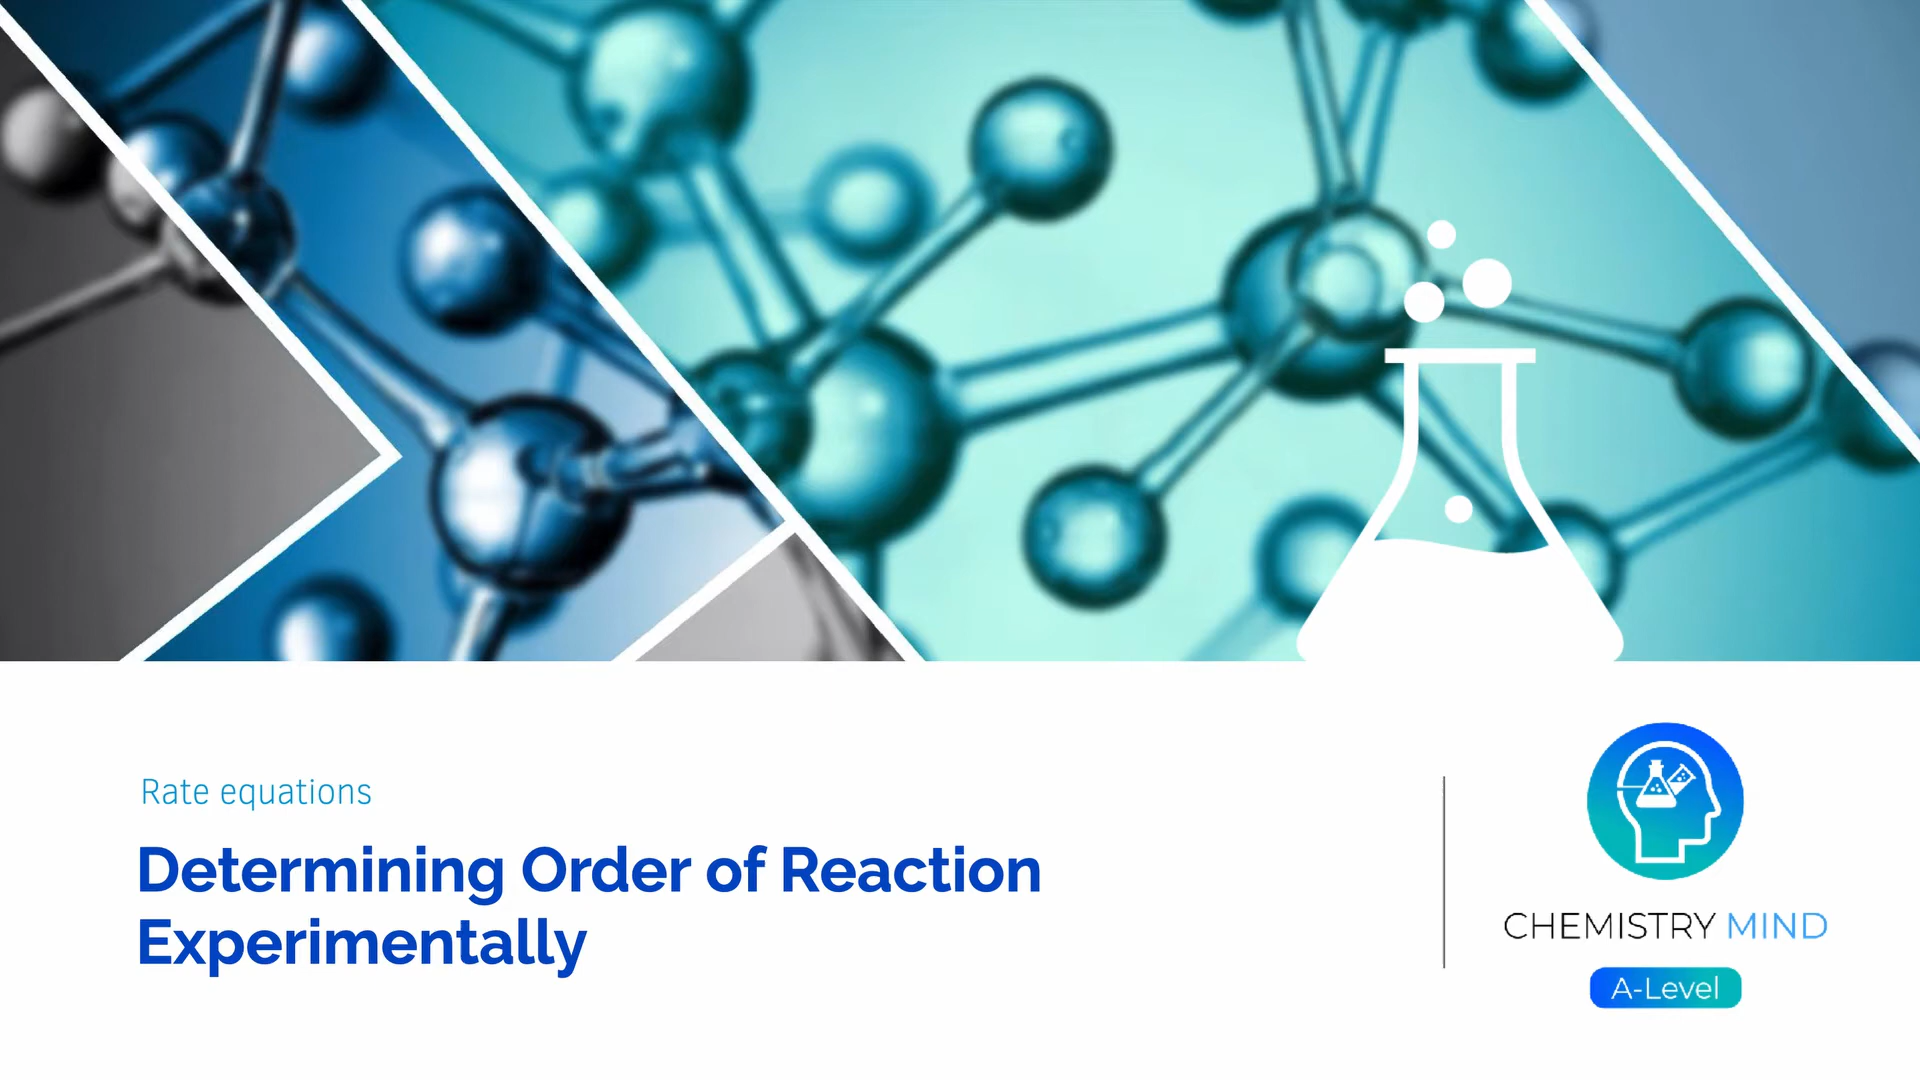 Rate equations
Determining Order of Reaction
Experimentally
CHEMISTRY MIND
A-Level